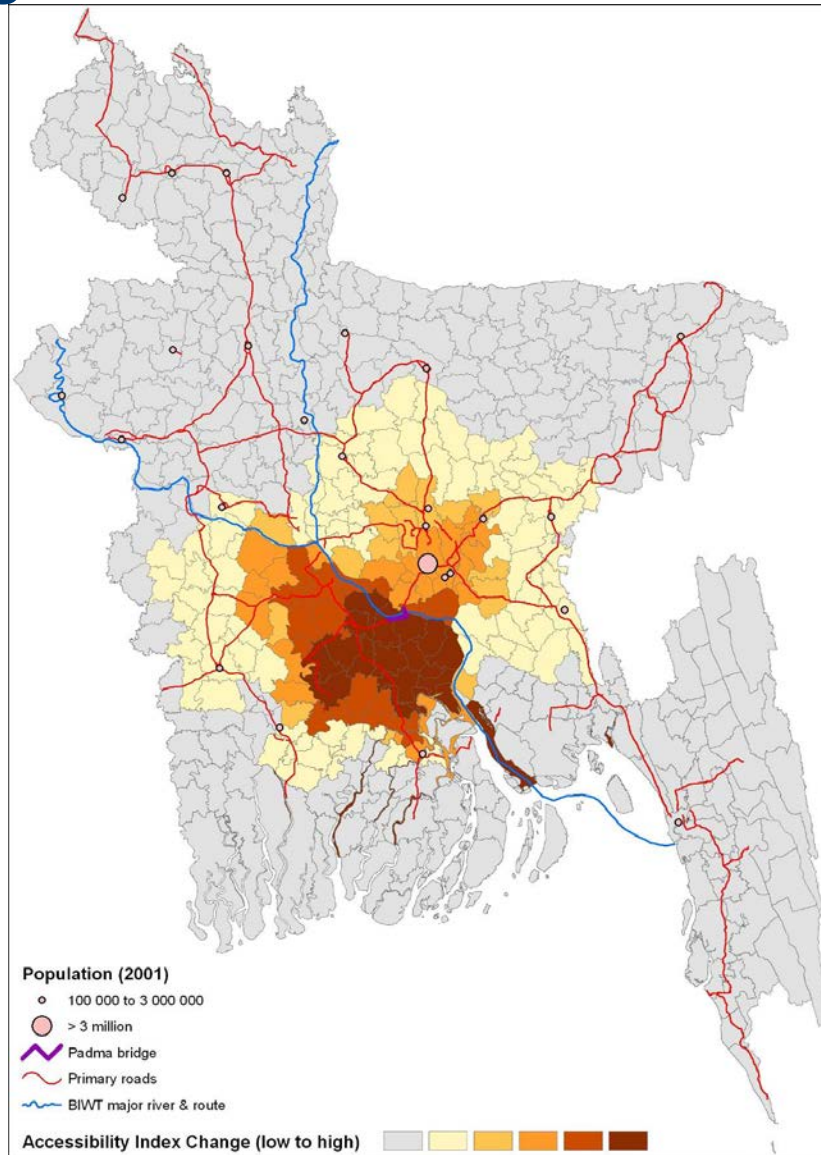 Population (2001)
100 000 to 3 000 000
> 3 million
Padma bridge
Primary roads
BIWT major river & route
Accessibility Index Change (low to high)